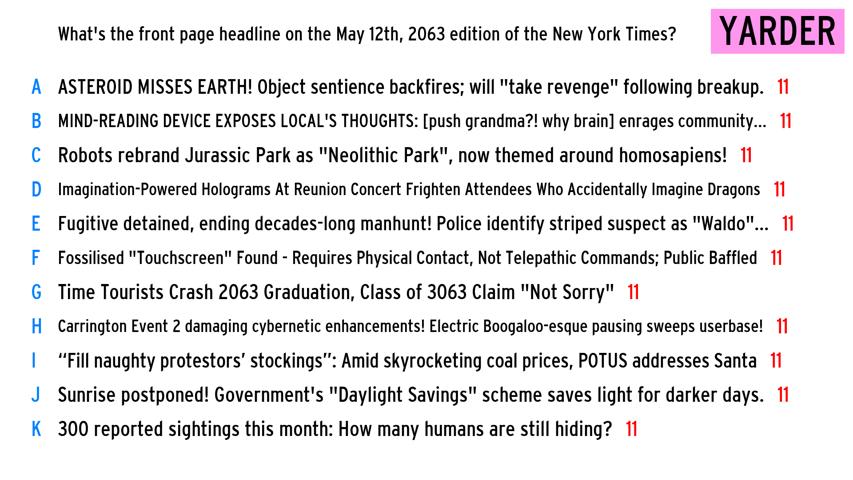 What's the front page headline on the May 12th, 2063 edition of the New York Times?
YARDER
A ASTEROID MISSES EARTH! Object sentience backfires; will "take revenge" following breakup. 11
B MIND-READING DEVICE EXPOSES LOCAL'S THOUGHTS: [push grandma?! why brain] enrages community... 11
C Robots rebrand Jurassic Park as "Neolithic Park", now themed around homosapiens! 11
D Imagination-Powered Holograms At Reunion Concert Frighten Attendees Who Accidentally Imagine Dragons 11
E Fugitive detained, ending decades-long manhunt! Police identify striped suspect as "Waldo"... 11
F Fossilised "Touchscreen" Found - Requires Physical Contact, Not Telepathic Commands; Public Baffled 11
G Time Tourists Crash 2063 Graduation, Class of 3063 Claim "Not Sorry" 11
H Carrington Event 2 damaging cybernetic enhancements! Electric Boogaloo-esque pausing sweeps userbase! 11
I “Fill naughty protestors’ stockings”: Amid skyrocketing coal prices, POTUS addresses Santa 11
J Sunrise postponed! Government's "Daylight Savings" scheme saves light for darker days. 11
K 300 reported sightings this month: How many humans are still hiding? 11